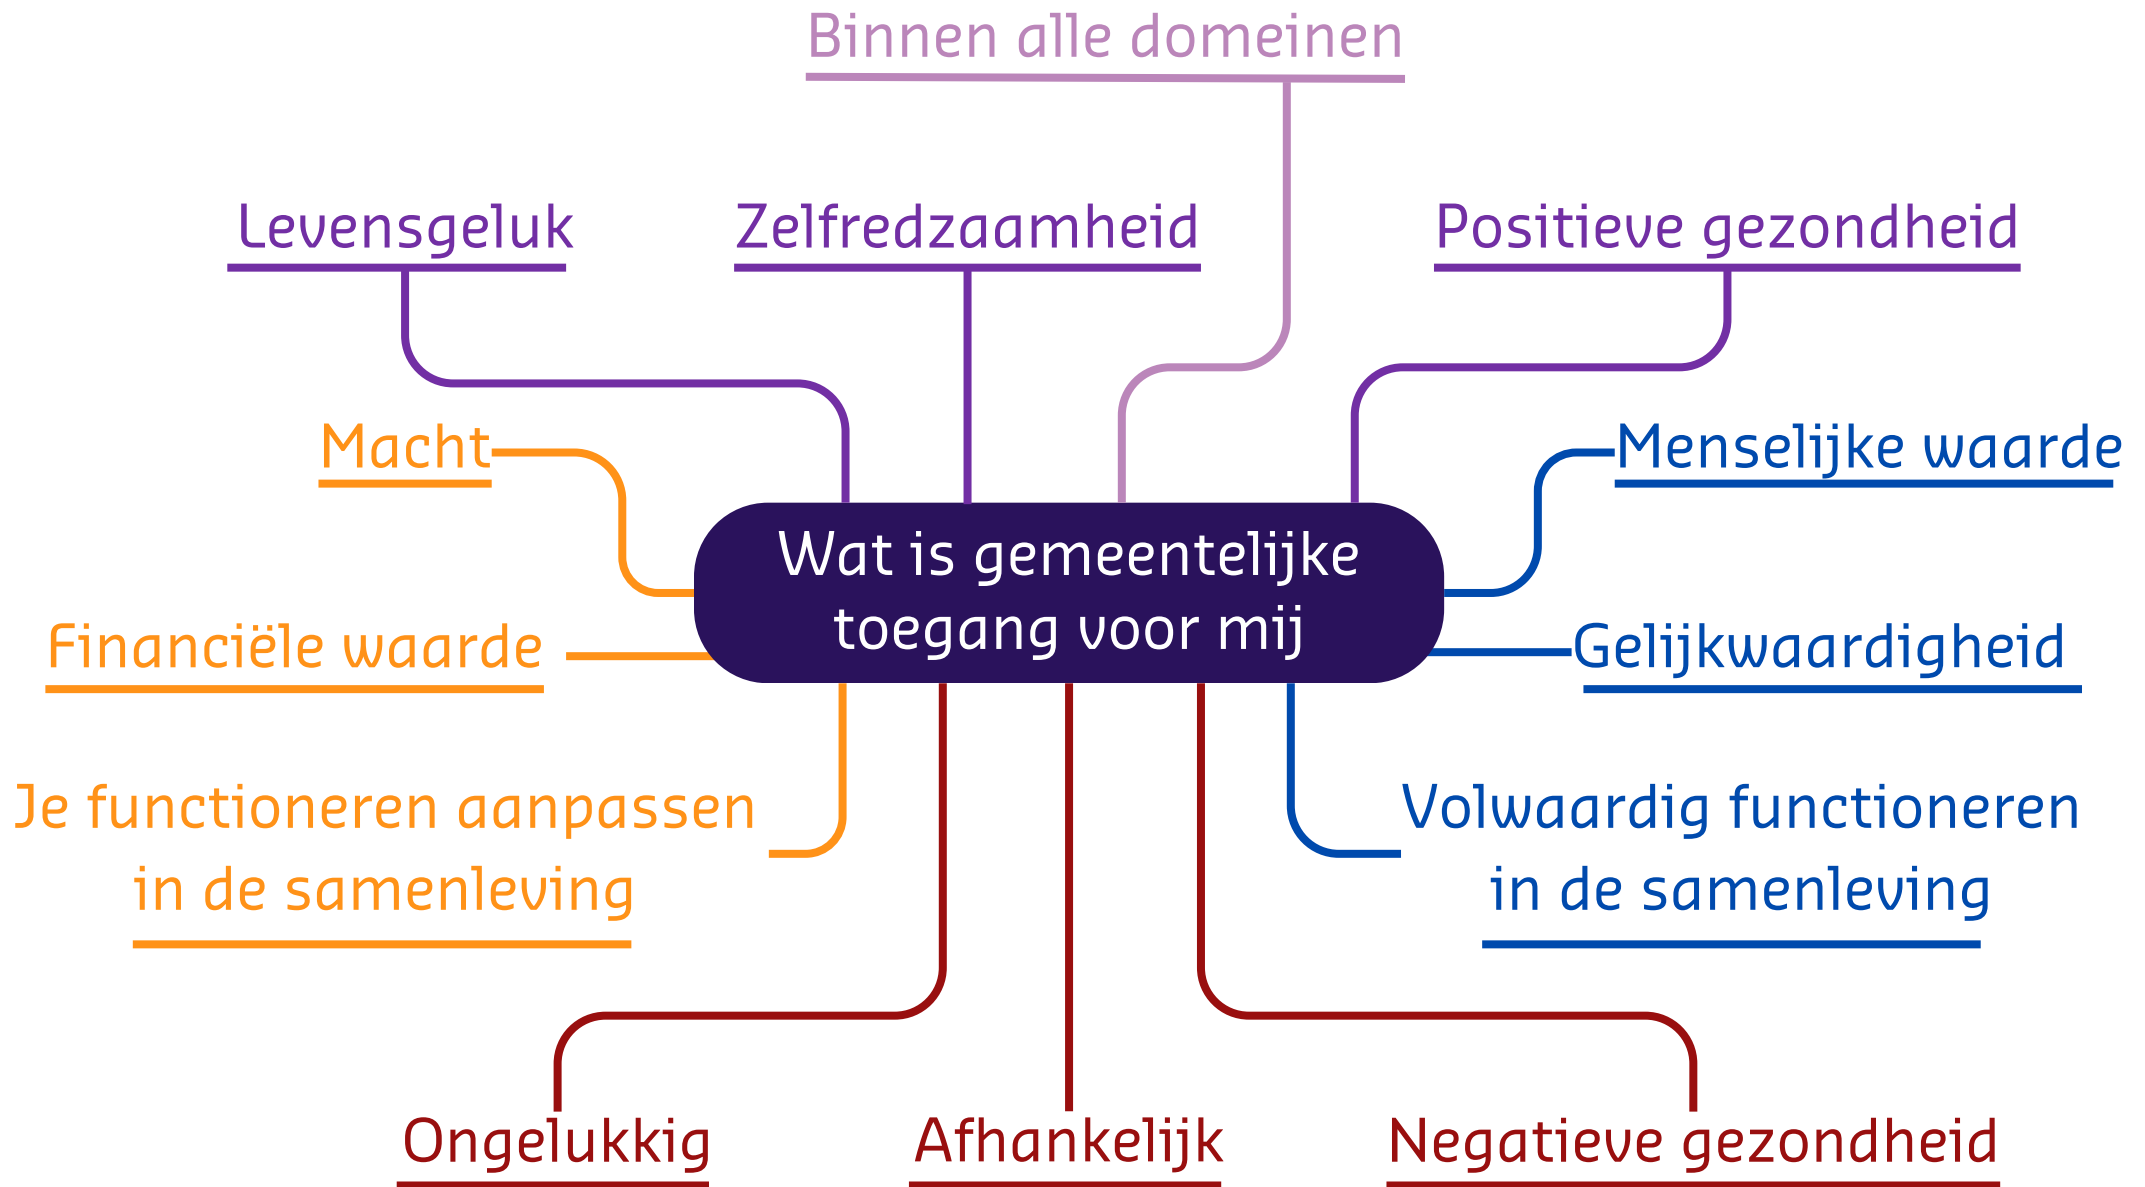 Binnen alle domeinen
Levensgeluk
Zelfredzaamheid
Positieve gezondheid
Macht
Menselijke waarde
Wat is gemeentelijke
toegang voor mij
Financiële waarde
Gelijkwaardigheid
Je functioneren aanpassen
in de samenleving
Volwaardig functioneren
in de samenleving
Ongelukkig
Afhankelijk
Negatieve gezondheid